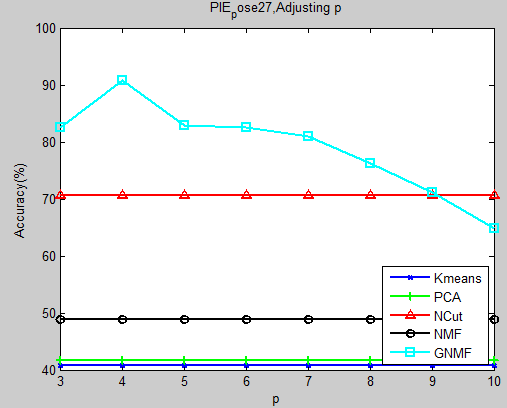 PIE_pose27,Adjusting p
100
90
80
70
60
50
40
Accuracy(%)
3 4 5 6 7 8 9 10
p
Kmeans
PCA
NCut
NMF
GNMF